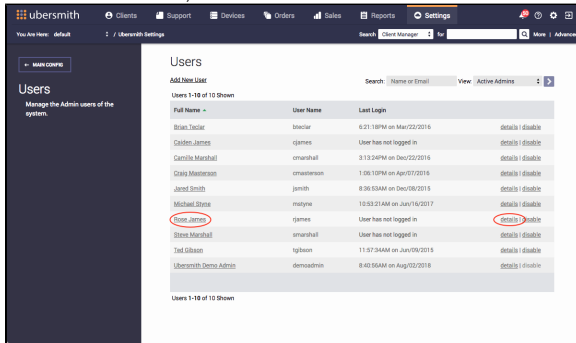 ubersmith Clients Support Devices Orders Sales Reports Settings
You Are Here: default / Ubersmith Settings Search Client Manager for More | Advanced
← MAIN CONFIG
Users
Manage the Admin users of the
system.
Users
Add New User Search: Name or Email View: Active Admins
Users 1-10 of 10 Shown
Full Name User Name Last Login
Brian Teclar bteclar 6:21:18PM on Mar/22/2016 details | disable
Caiden James cjames User has not logged in details | disable
Camille Marshall cmarshall 3:13:24PM on Dec/22/2016 details | disable
Craig Masterson cmasterson 1:06:10PM on Apr/07/2016 details | disable
Jared Smith jsmith 8:36:53AM on Dec/08/2015 details | disable
Michael Styne mstyne 10:53:21AM on Jun/16/2017 details | disable
Rose James rjames User has not logged in details | disable
Steve Marshall smarshall User has not logged in details | disable
Ted Gibson tgibson 11:57:34AM on Jun/09/2015 details | disable
Ubersmith Demo Admin demoadmin 8:40:56AM on Aug/02/2018 details | disable
Users 1-10 of 10 Shown